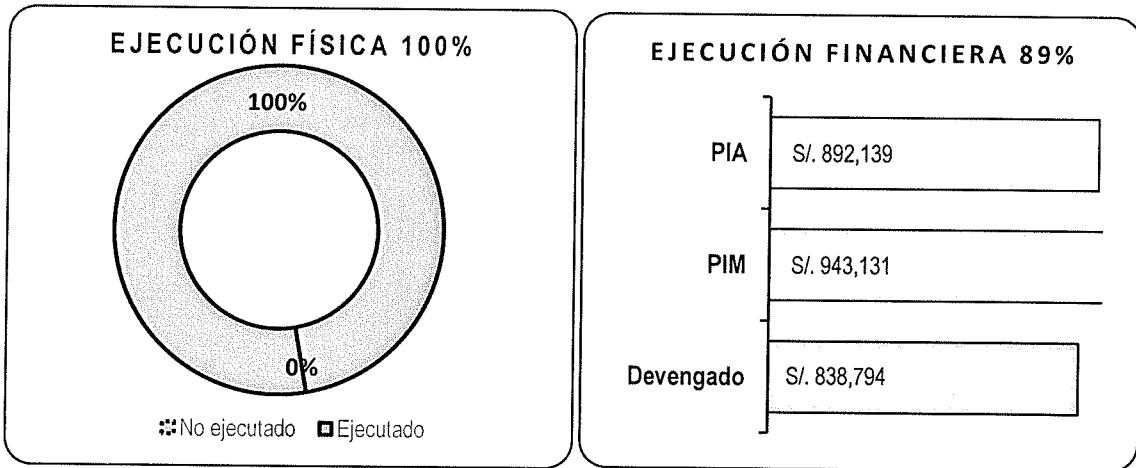 EJECUCIÓN FÍSICA 100%
100%
0%
No ejecutado Ejecutado
EJECUCIÓN FINANCIERA 89%
PIA S/. 892,139
PIM S/. 943,131
Devengado S/. 838,794